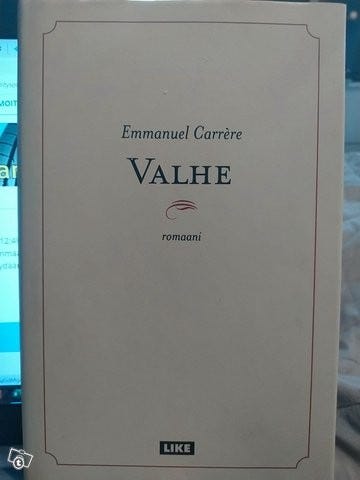 Emmanuel Carrère
VALHE
romaani
LIKE